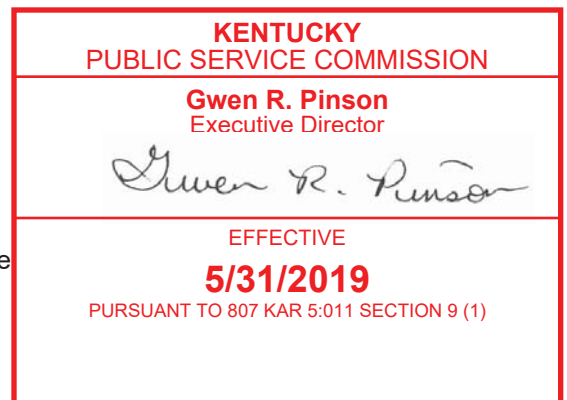 KENTUCKY
PUBLIC SERVICE COMMISSION
Gwen R. Pinson
Executive Director
Gwen R. Pinson
EFFECTIVE
e
5/31/2019
PURSUANT TO 807 KAR 5:011 SECTION 9 (1)